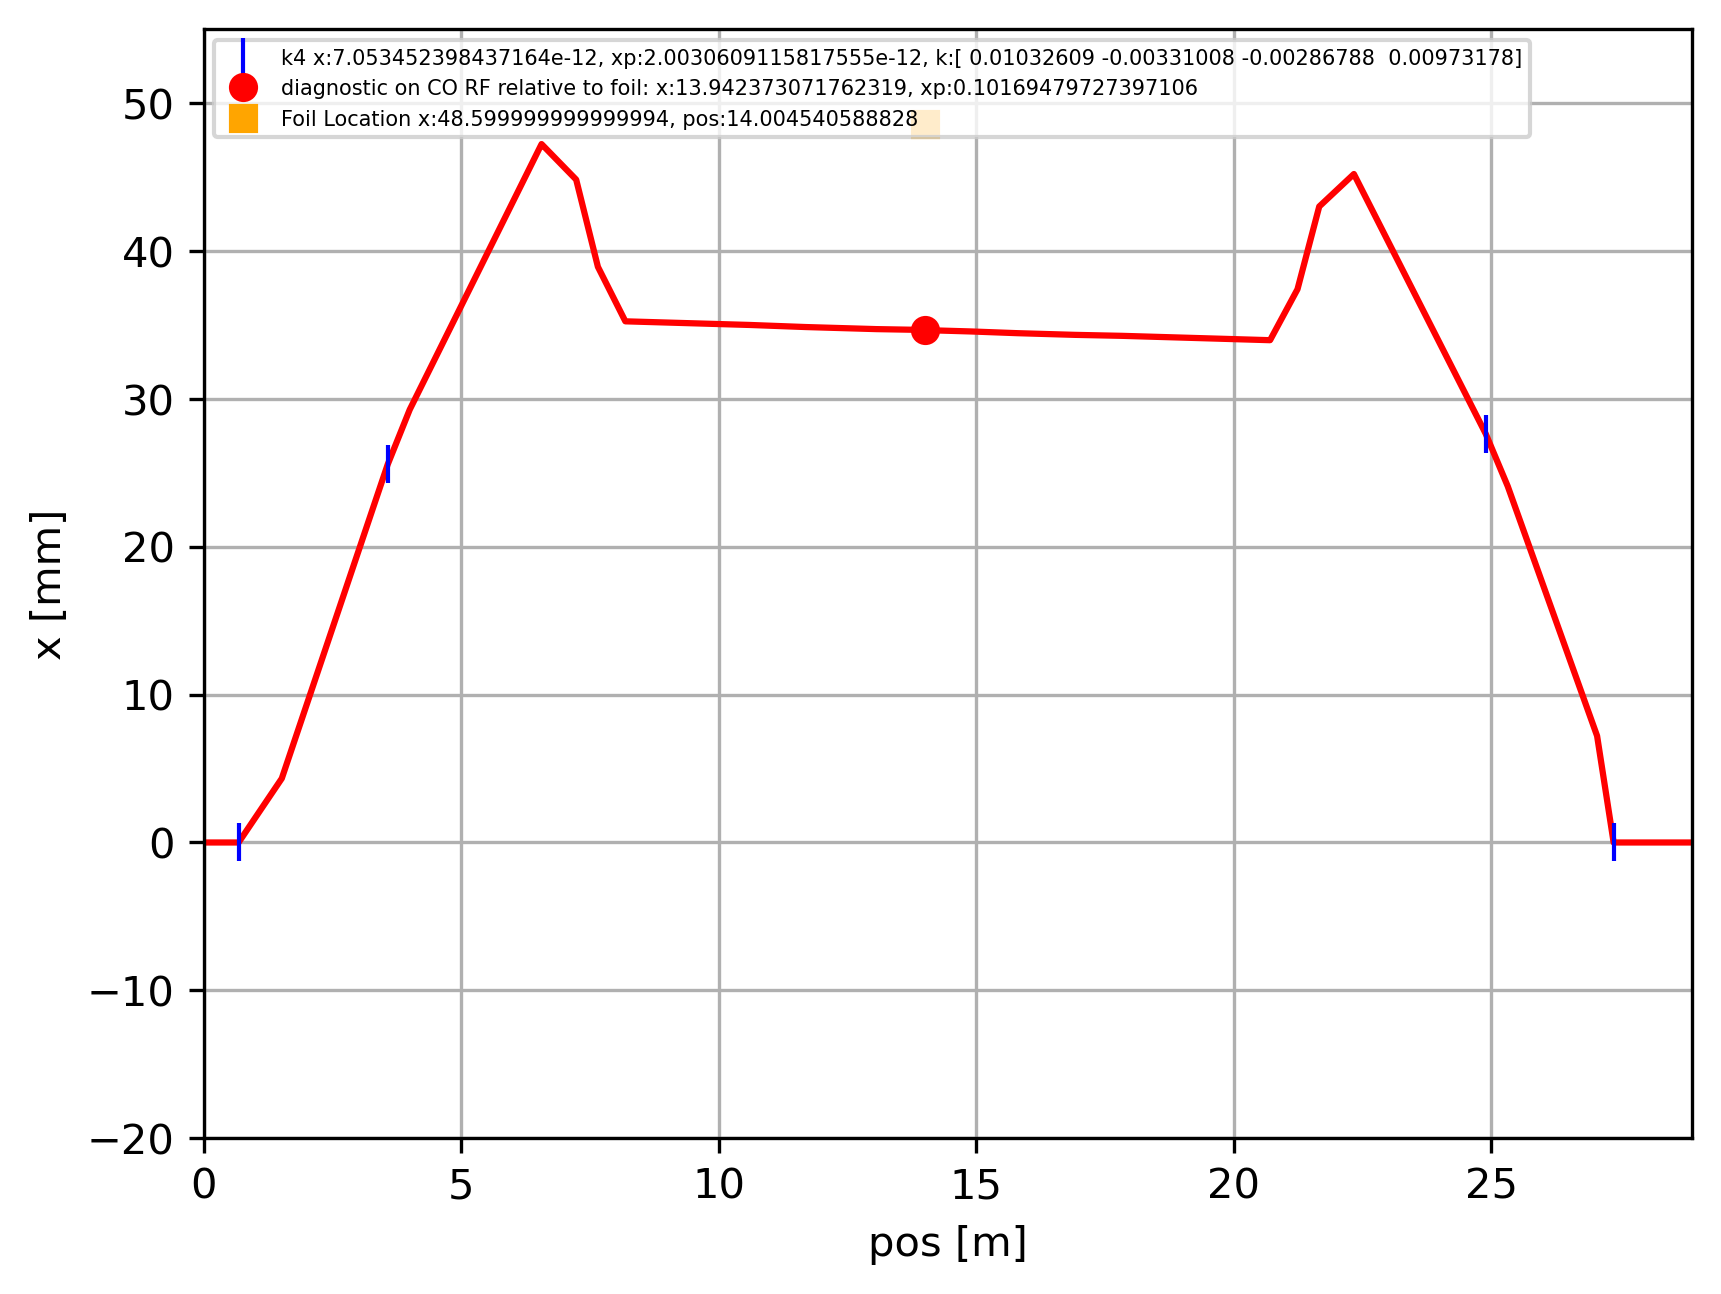 k4 x:7.053452398437164e-12, xp:2.0030609115817555e-12, k:[ 0.01032609 -0.00331008 -0.00286788  0.00973178]
diagnostic on CO RF relative to foil: x:13.942373071762319, xp:0.10169479727397106
Foil Location x:48.599999999999994, pos:14.004540588828
50
40
30
20
10
0
−10
−20
x [mm]
0 5 10 15 20 25
pos [m]